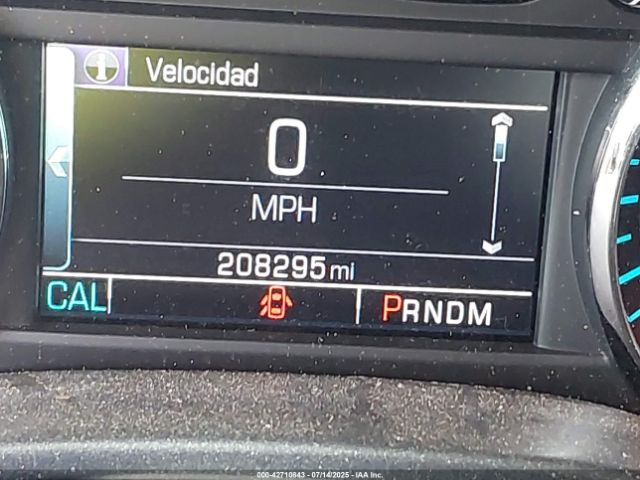 i Velocidad
0
MPH
208295 mi
CAL PRNDM
000-42710843 - 07/14/2025 - IAA Inc.